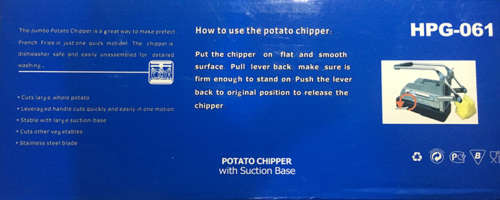 The Jumbo Potato Chipper is a great way to make prefect
French Fries in just one quick motion! The chipper is
dishwasher safe and easily unassembled for detailed
washing...
• Cuts large whole potato
• Leveraged handle cuts quickly and easily in one motion
• Stable with large suction base
• Cuts other vegetables
• Stainless steel blade
How to use the potato chipper:
Put the chipper on flat and smooth
surface. Pull lever back make sure is
firm enough to stand on Push the lever
back to original position to release the
chipper
POTATO CHIPPER
with Suction Base
HPG-061